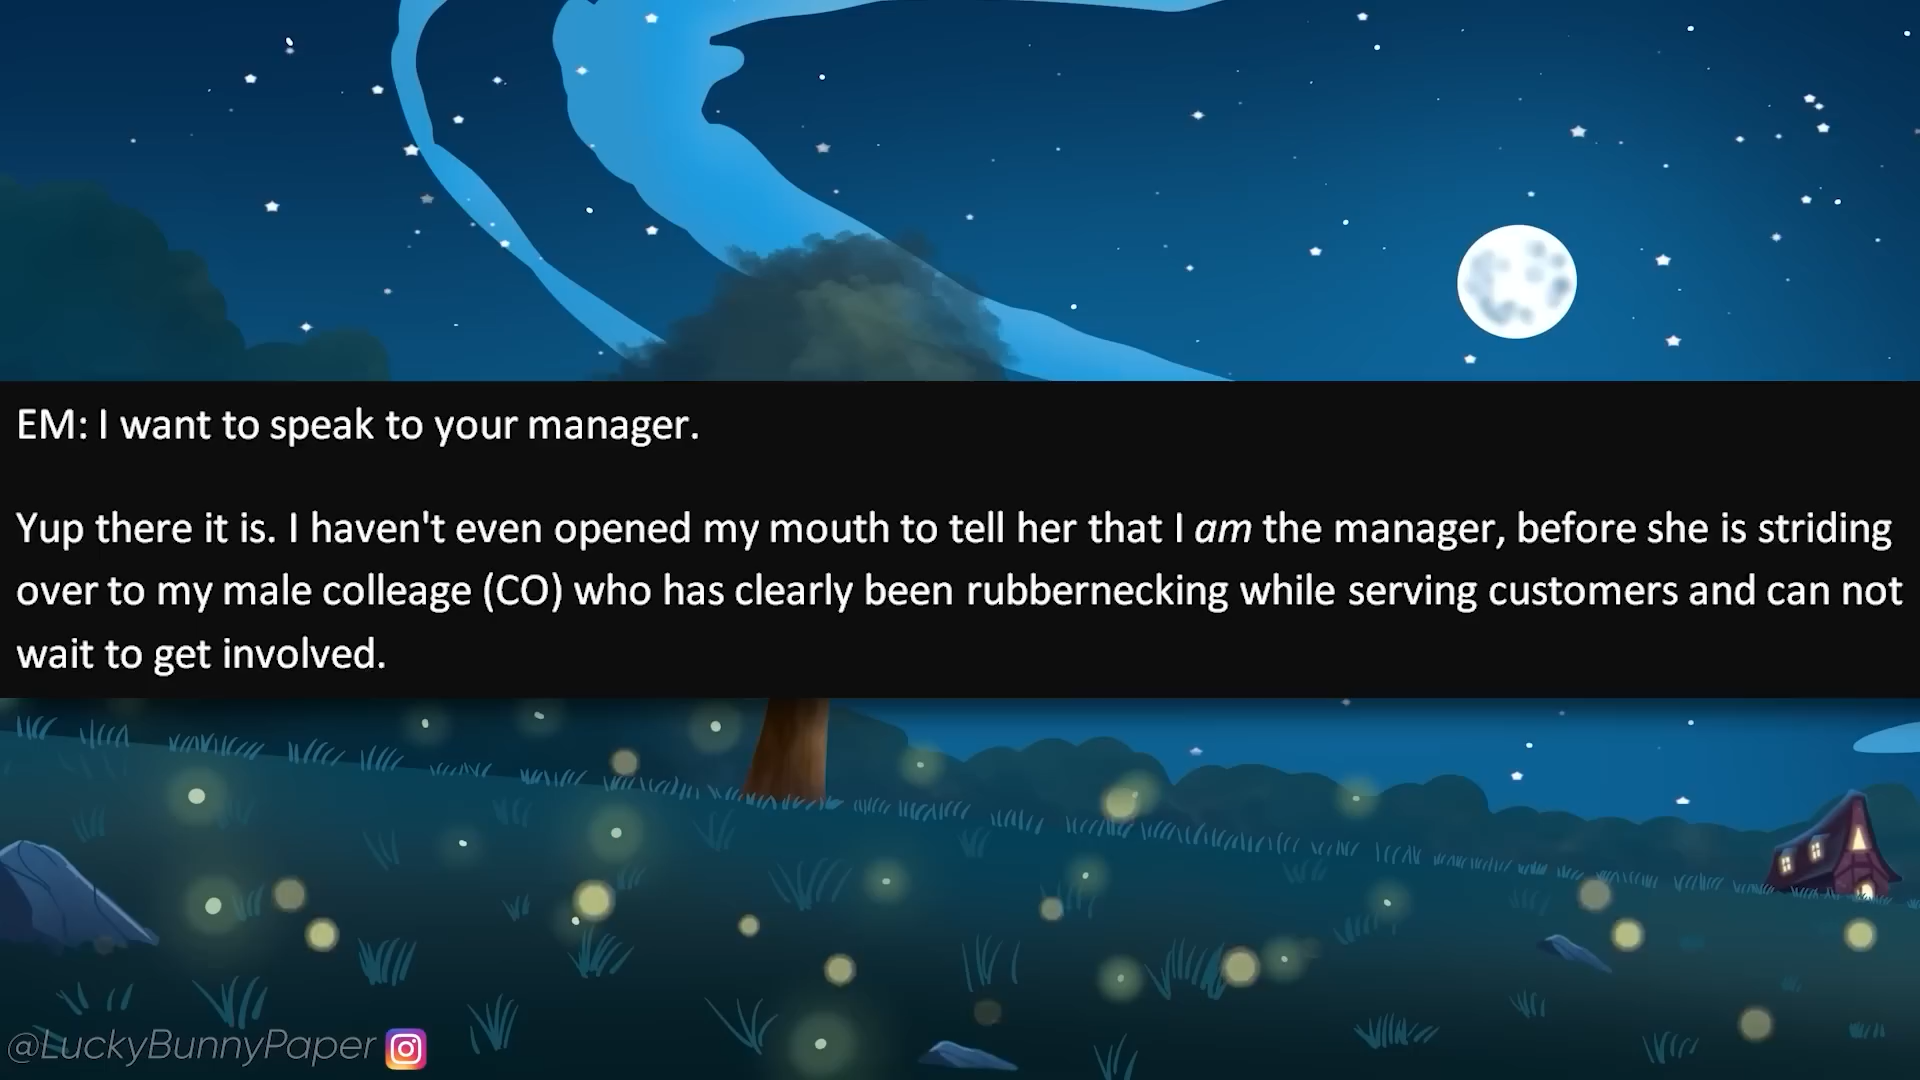 EM: I want to speak to your manager.
Yup there it is. I haven't even opened my mouth to tell her that I am the manager, before she is striding
over to my male colleage (CO) who has clearly been rubbernecking while serving customers and can not
wait to get involved.
@LuckyBunnyPaper